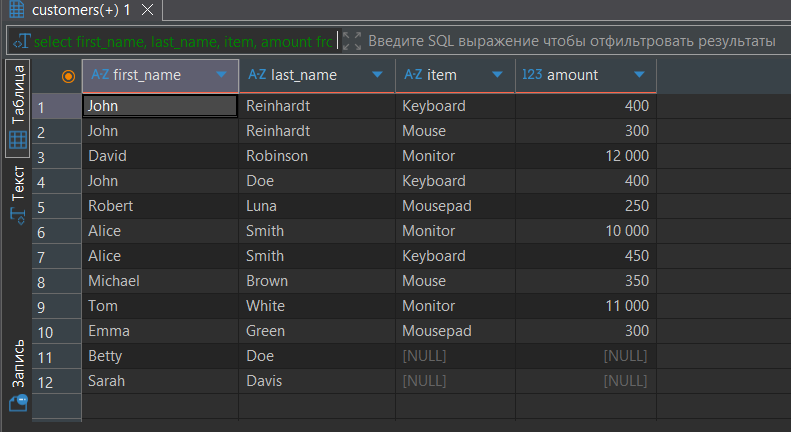 customers(+) 1
select first_name, last_name, item, amount fro
Введите SQL выражение чтобы отфильтровать результаты
Таблица
Текст
Запись
A-Z first_name A-Z last_name A-Z item 123 amount
1 John Reinhardt Keyboard 400
2 John Reinhardt Mouse 300
3 David Robinson Monitor 12 000
4 John Doe Keyboard 400
5 Robert Luna Mousepad 250
6 Alice Smith Monitor 10 000
7 Alice Smith Keyboard 450
8 Michael Brown Mouse 350
9 Tom White Monitor 11 000
10 Emma Green Mousepad 300
11 Betty Doe [NULL] [NULL]
12 Sarah Davis [NULL] [NULL]